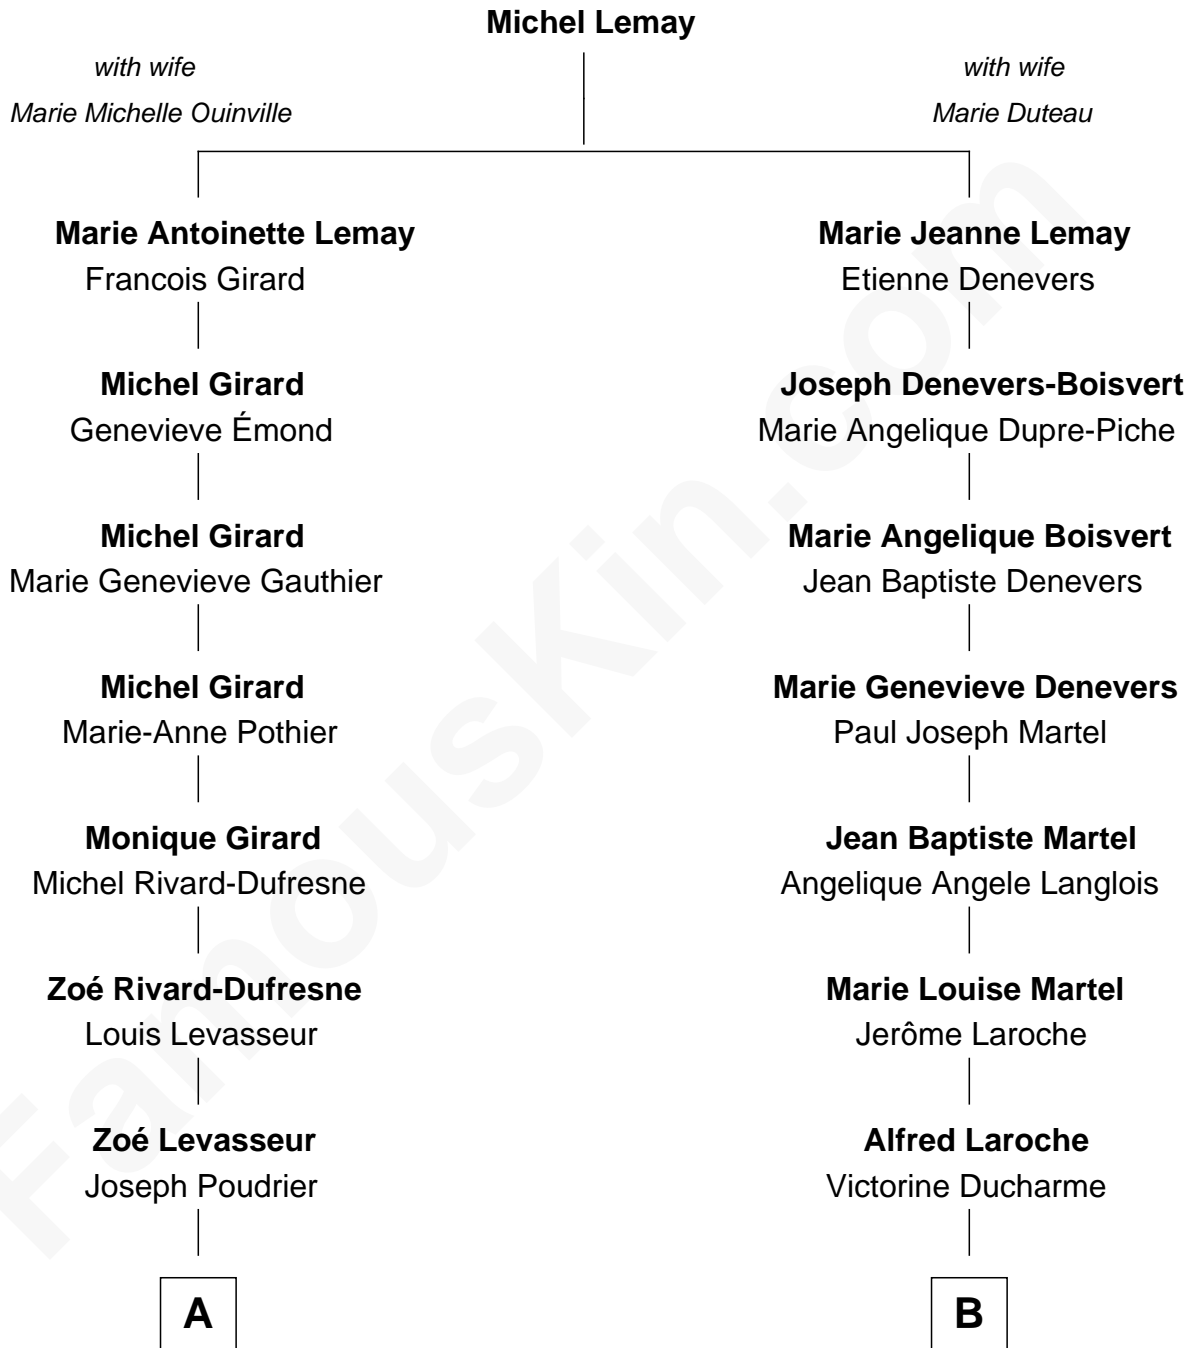 Michel Lemay
with wife
Marie Michelle Ouinville
with wife
Marie Duteau
Marie Antoinette Lemay
Francois Girard
Marie Jeanne Lemay
Etienne Denevers
Michel Girard
Genevieve Émond
Joseph Denevers-Boisvert
Marie Angelique Dupre-Piche
Michel Girard
Marie Genevieve Gauthier
Marie Angelique Boisvert
Jean Baptiste Denevers
Michel Girard
Marie-Anne Pothier
Marie Genevieve Denevers
Paul Joseph Martel
Monique Girard
Michel Rivard-Dufresne
Jean Baptiste Martel
Angelique Angele Langlois
Zoé Rivard-Dufresne
Louis Levasseur
Marie Louise Martel
Jerôme Laroche
Zoé Levasseur
Joseph Poudrier
Alfred Laroche
Victorine Ducharme
A
B
FamousKin.com